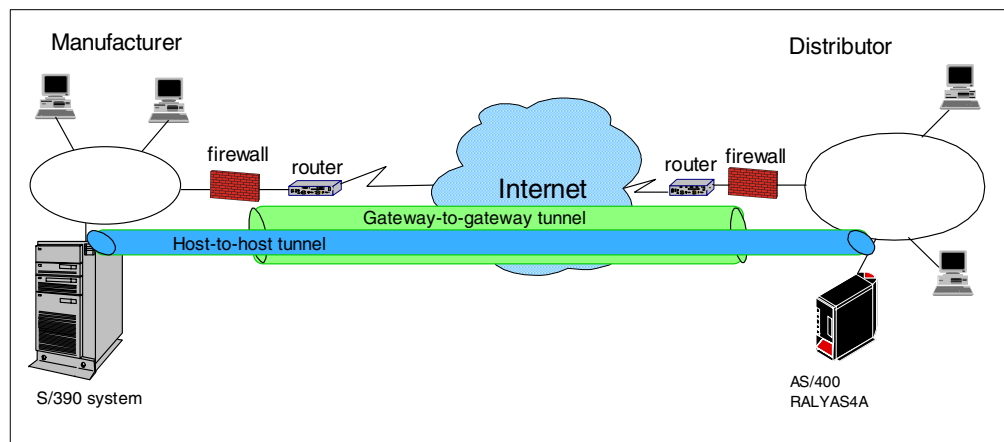 Manufacturer
Distributor
firewall
router
Internet
router
firewall
Gateway-to-gateway tunnel
Host-to-host tunnel
S/390 system
AS/400
RALYAS4A